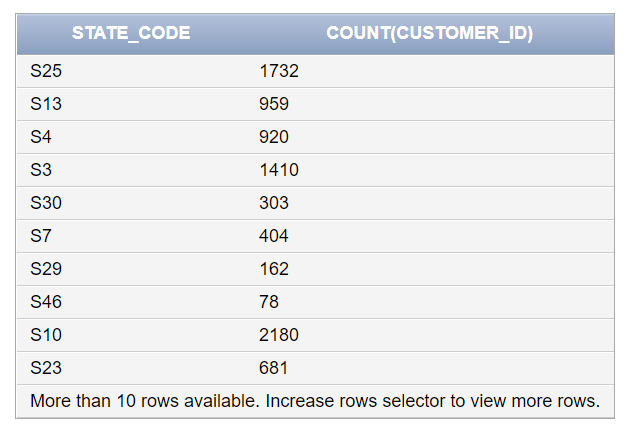 STATE_CODE COUNT(CUSTOMER_ID)
S25 1732
S13 959
S4 920
S3 1410
S30 303
S7 404
S29 162
S46 78
S10 2180
S23 681
More than 10 rows available. Increase rows selector to view more rows.